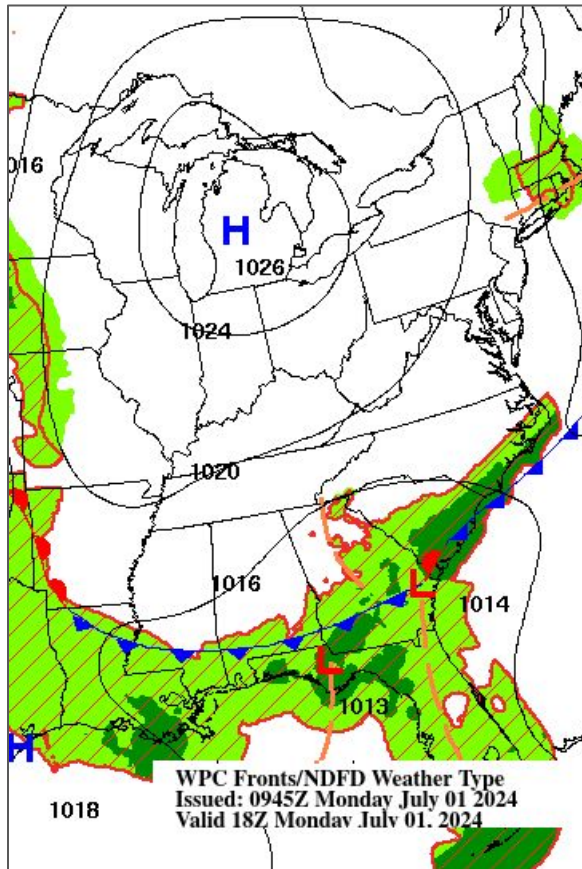 016
H
1026
1024
1020
1016
L
1014
L
1013
H
1018
WPC Fronts/NDFD Weather Type
Issued: 0945Z Monday July 01 2024
Valid 18Z Monday July 01, 2024